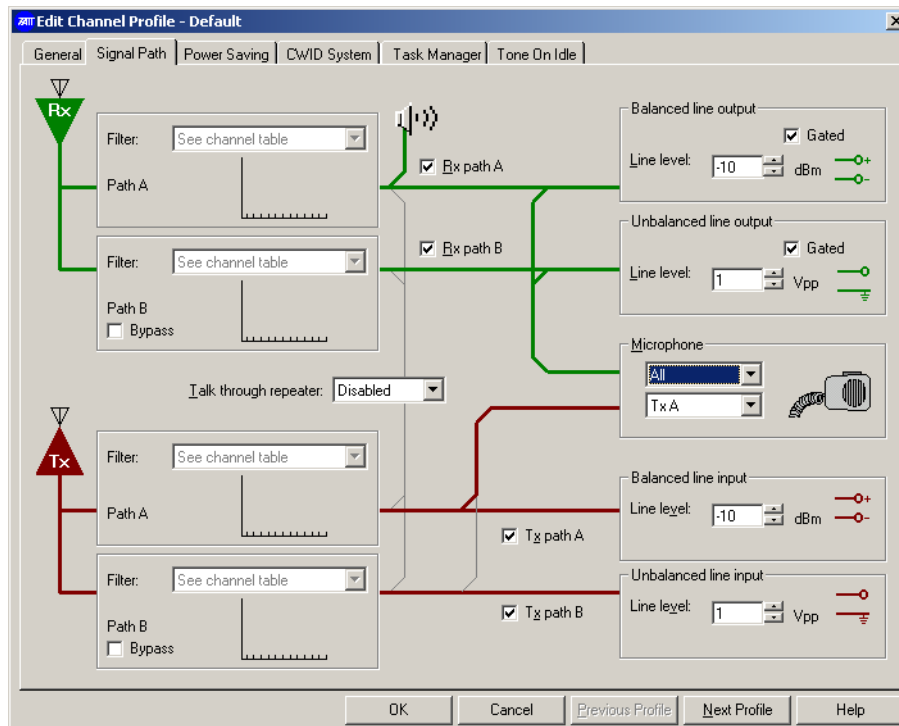 TAIT Edit Channel Profile - Default
General Signal Path Power Saving CWID System Task Manager Tone On Idle
Rx
Filter: See channel table
Path A
Rx path A
Balanced line output
Gated
Line level: -10 dBm
Filter: See channel table
Path B
Bypass
Rx path B
Unbalanced line output
Gated
Line level: 1 Vpp
Talk through repeater: Disabled
Microphone
All
Tx A
Tx
Filter: See channel table
Path A
Tx path A
Balanced line input
Line level: -10 dBm
Filter: See channel table
Path B
Bypass
Tx path B
Unbalanced line input
Line level: 1 Vpp
OK Cancel Previous Profile Next Profile Help